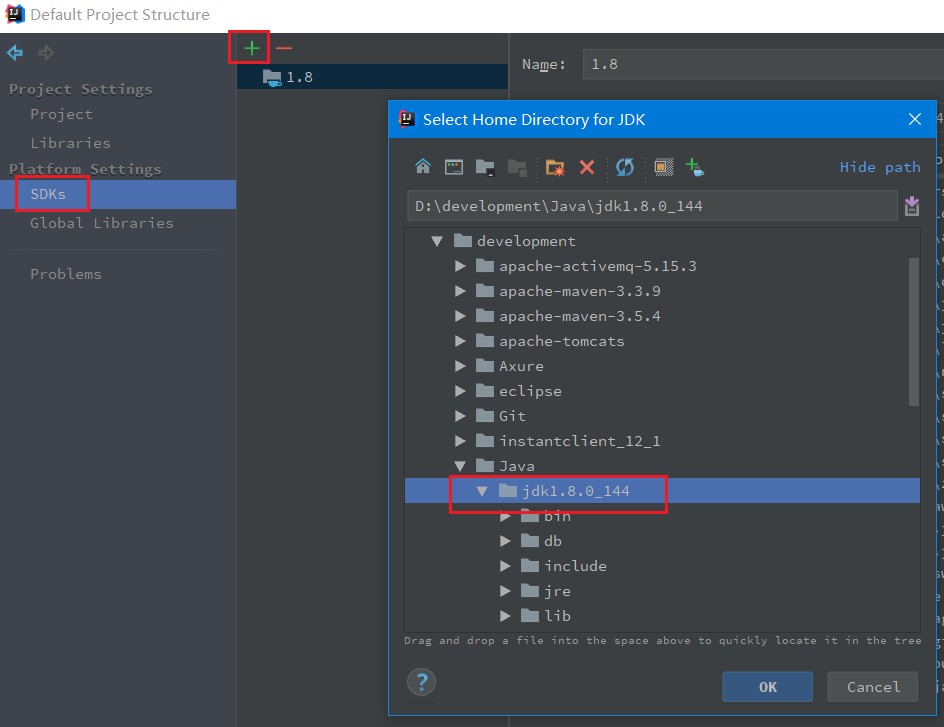 Default Project Structure
Project Settings
Project
Libraries
Platform Settings
SDKs
Global Libraries
Problems
1.8
Name: 1.8
Select Home Directory for JDK
Hide path
D:\development\Java\jdk1.8.0_144
development
apache-activemq-5.15.3
apache-maven-3.3.9
apache-maven-3.5.4
apache-tomcats
Axure
eclipse
Git
instantclient_12_1
Java
jdk1.8.0_144
bin
db
include
jre
lib
Drag and drop a file into the space above to quickly locate it in the tree
?
OK
Cancel